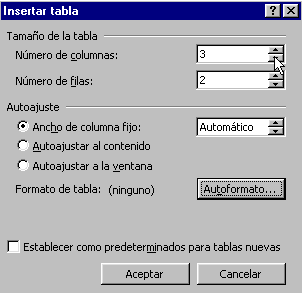 Insertar tabla
Tamaño de la tabla
Número de columnas: 3
Número de filas: 2
Autoajuste
Ancho de columna fijo: Automático
Autoajustar al contenido
Autoajustar a la ventana
Formato de tabla: (ninguno) Autoformato...
Establecer como predeterminados para tablas nuevas
Aceptar Cancelar